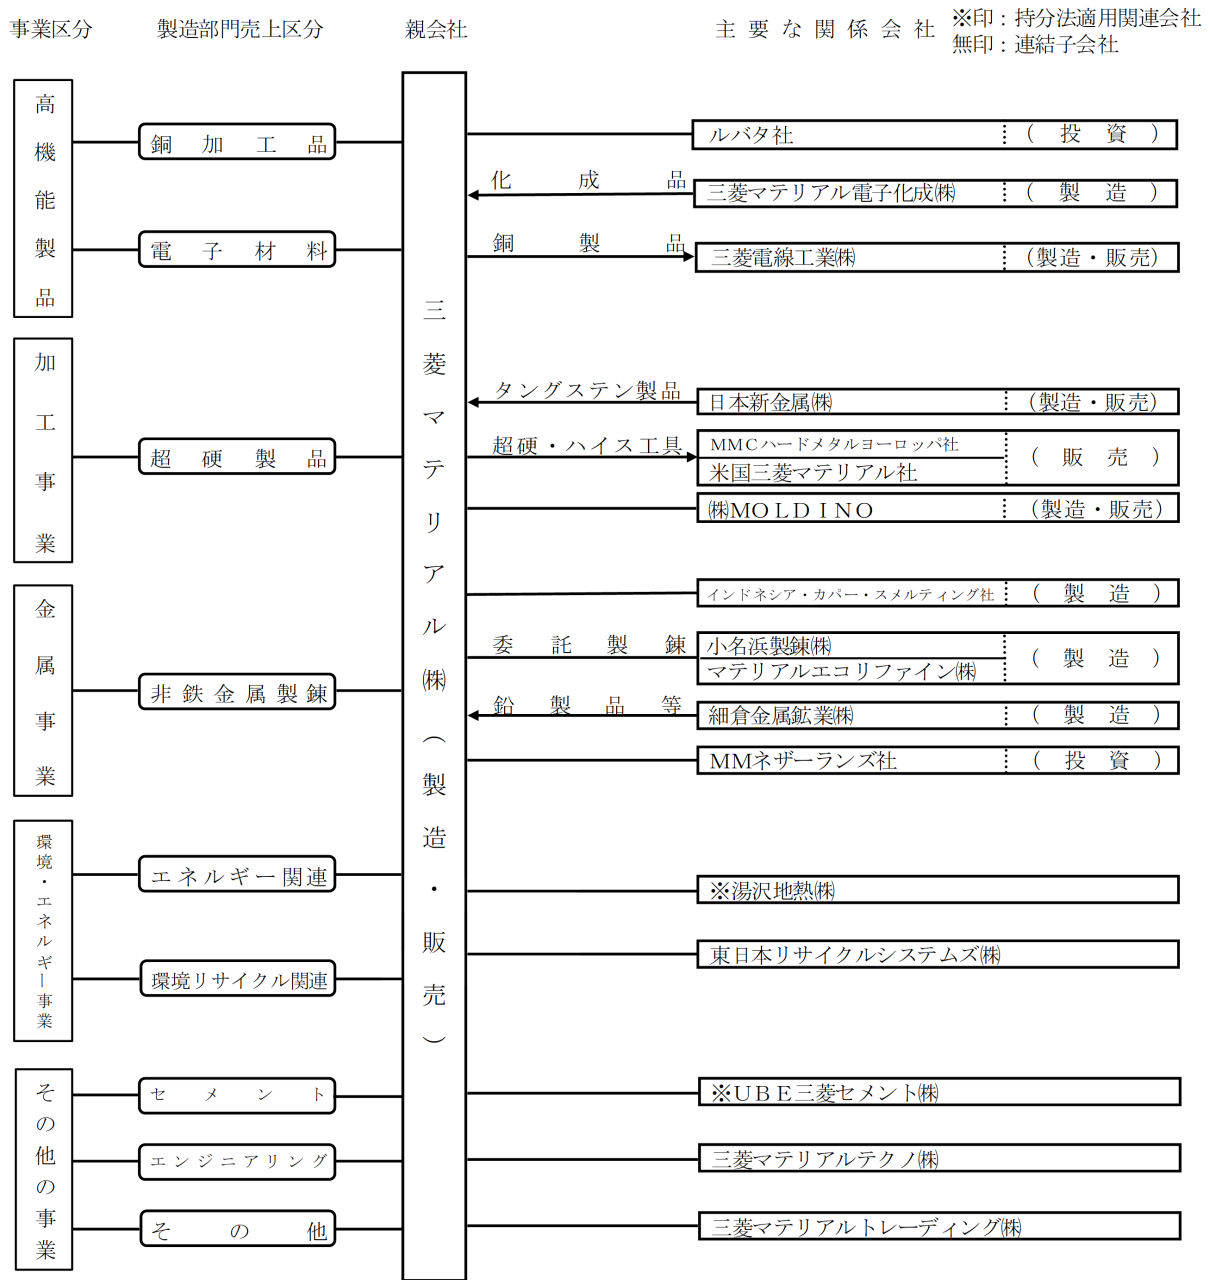 事業区分 製造部門売上区分 親会社 主要な関係会社 ※印：持分法適用関連会社
無印：連結子会社
高機能製品
銅加工品
電子材料
ルバタ社 （投資）
化成品
三菱マテリアル電子化成㈱ （製造）
銅製品
三菱電線工業㈱ （製造・販売）
三菱マテリアル㈱（製造・販売）
加工事業
超硬製品
タングステン製品
日本新金属㈱ （製造・販売）
超硬・ハイス工具
ＭＭＣハードメタルヨーロッパ社
米国三菱マテリアル社
（販売）
㈱ＭＯＬＤＩＮＯ （製造・販売）
金属事業
非鉄金属製錬
インドネシア・カパー・スメルティング社 （製造）
委託製錬
小名浜製錬㈱
マテリアルエコリファイン㈱
（製造）
鉛製品等
細倉金属鉱業㈱ （製造）
ＭＭネザーランズ社 （投資）
環境・エネルギー事業
エネルギー関連
※湯沢地熱㈱
環境リサイクル関連
東日本リサイクルシステムズ㈱
その他の事業
セメント
※ＵＢＥ三菱セメント㈱
エンジニアリング
三菱マテリアルテクノ㈱
その他
三菱マテリアルトレーディング㈱